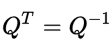 Q^T = Q^{-1}